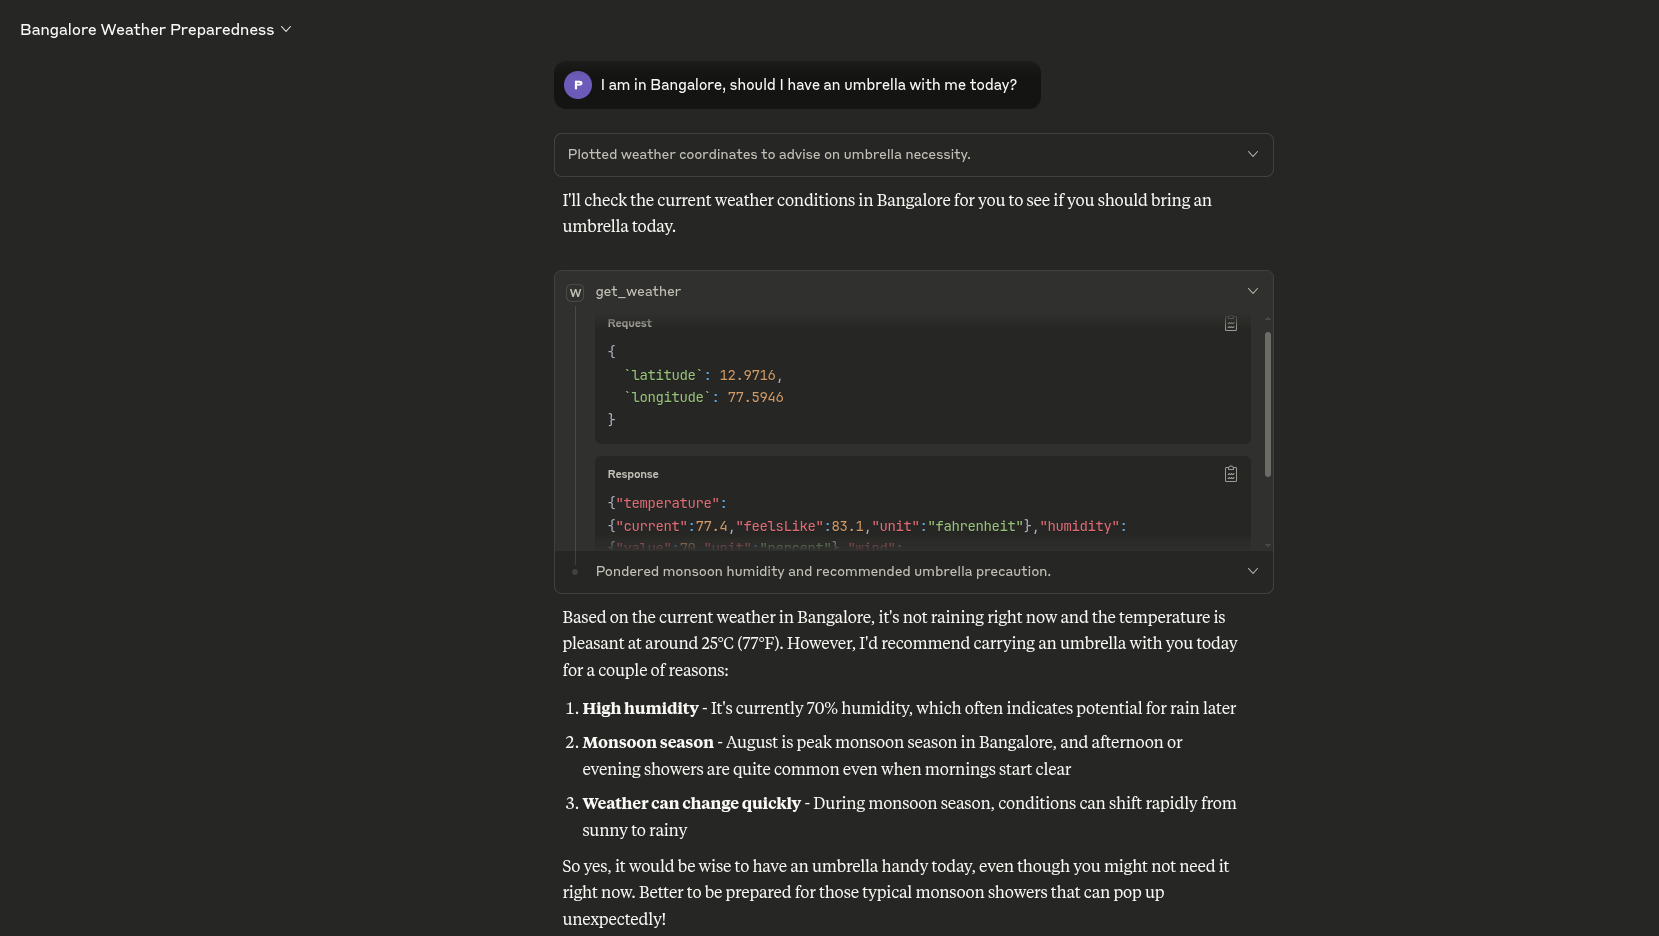 Bangalore Weather Preparedness
P
I am in Bangalore, should I have an umbrella with me today?
Plotted weather coordinates to advise on umbrella necessity.
I'll check the current weather conditions in Bangalore for you to see if you should bring an
umbrella today.
W
get_weather
Request
{
`latitude`: 12.9716,
`longitude`: 77.5946
}
Response
{"temperature":
{"current":77.4,"feelsLike":83.1,"unit":"fahrenheit"},"humidity":
{"value":70,"unit":"percent"},"wind":
Pondered monsoon humidity and recommended umbrella precaution.
Based on the current weather in Bangalore, it's not raining right now and the temperature is
pleasant at around 25°C (77°F). However, I'd recommend carrying an umbrella with you today
for a couple of reasons:
1. High humidity - It's currently 70% humidity, which often indicates potential for rain later
2. Monsoon season - August is peak monsoon season in Bangalore, and afternoon or
evening showers are quite common even when mornings start clear
3. Weather can change quickly - During monsoon season, conditions can shift rapidly from
sunny to rainy
So yes, it would be wise to have an umbrella handy today, even though you might not need it
right now. Better to be prepared for those typical monsoon showers that can pop up
unexpectedly!